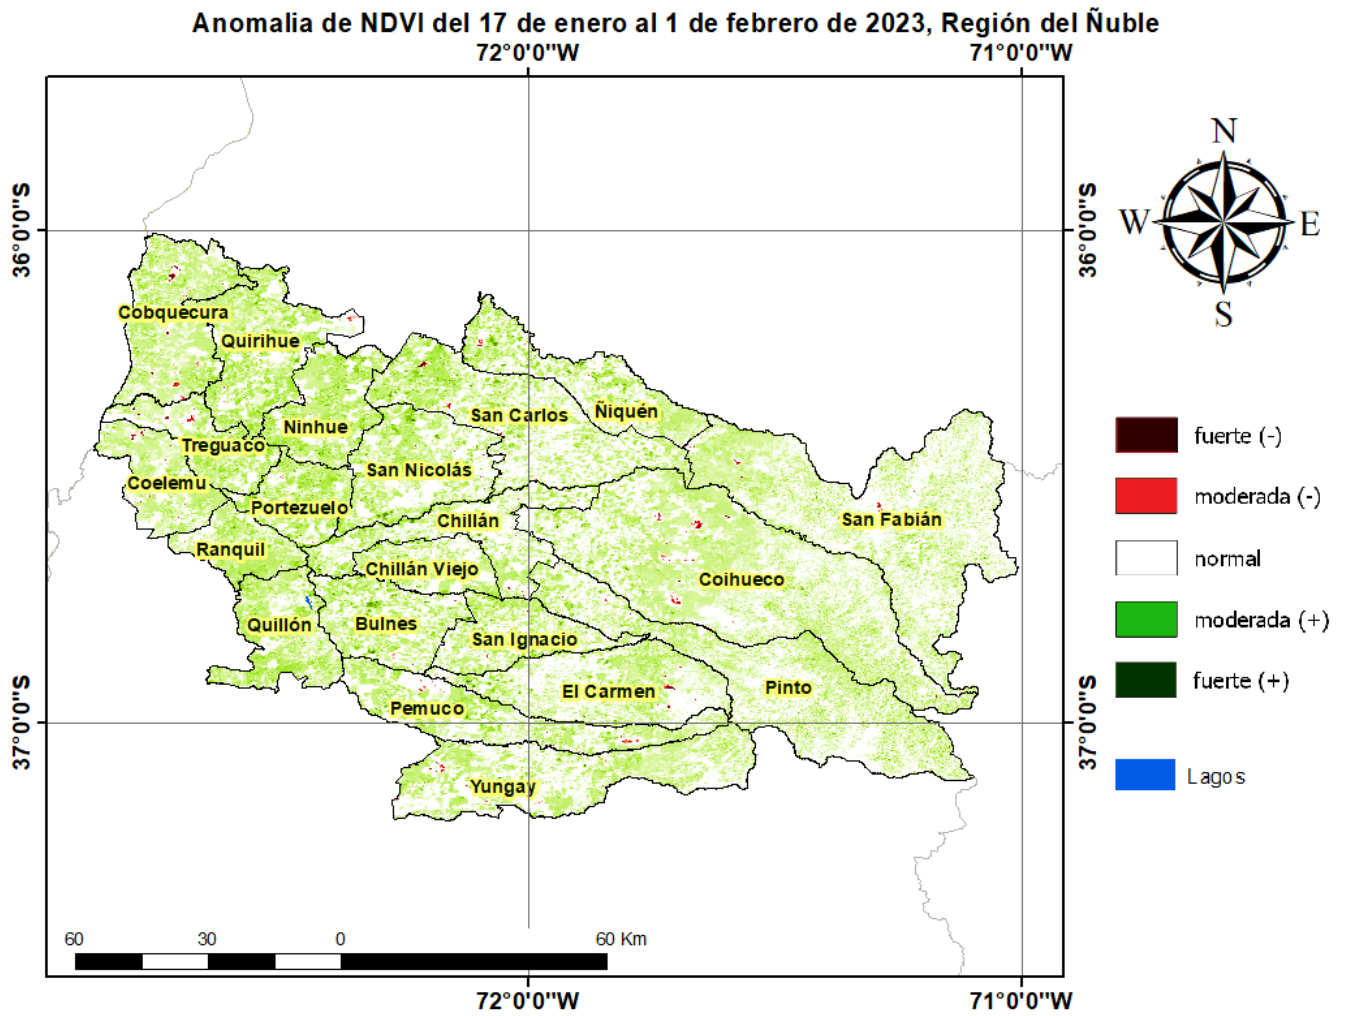 Anomalia de NDVI del 17 de enero al 1 de febrero de 2023, Región del Ñuble
72°0'0"W
71°0'0"W
N
W
E
S
36°0'0"S
36°0'0"S
Cobquecura
Quirihue
Ninhue
San Carlos
Ñiquén
Treguaco
San Nicolás
Coelemu
Portezuelo
Chillán
San Fabián
Ranquil
Chillán Viejo
Coihueco
Quillón
Bulnes
San Ignacio
El Carmen
Pinto
Pemuco
Yungay
37°0'0"S
37°0'0"S
fuerte (-)
moderada (-)
normal
moderada (+)
fuerte (+)
Lagos
60
30
0
60 Km
72°0'0"W
71°0'0"W